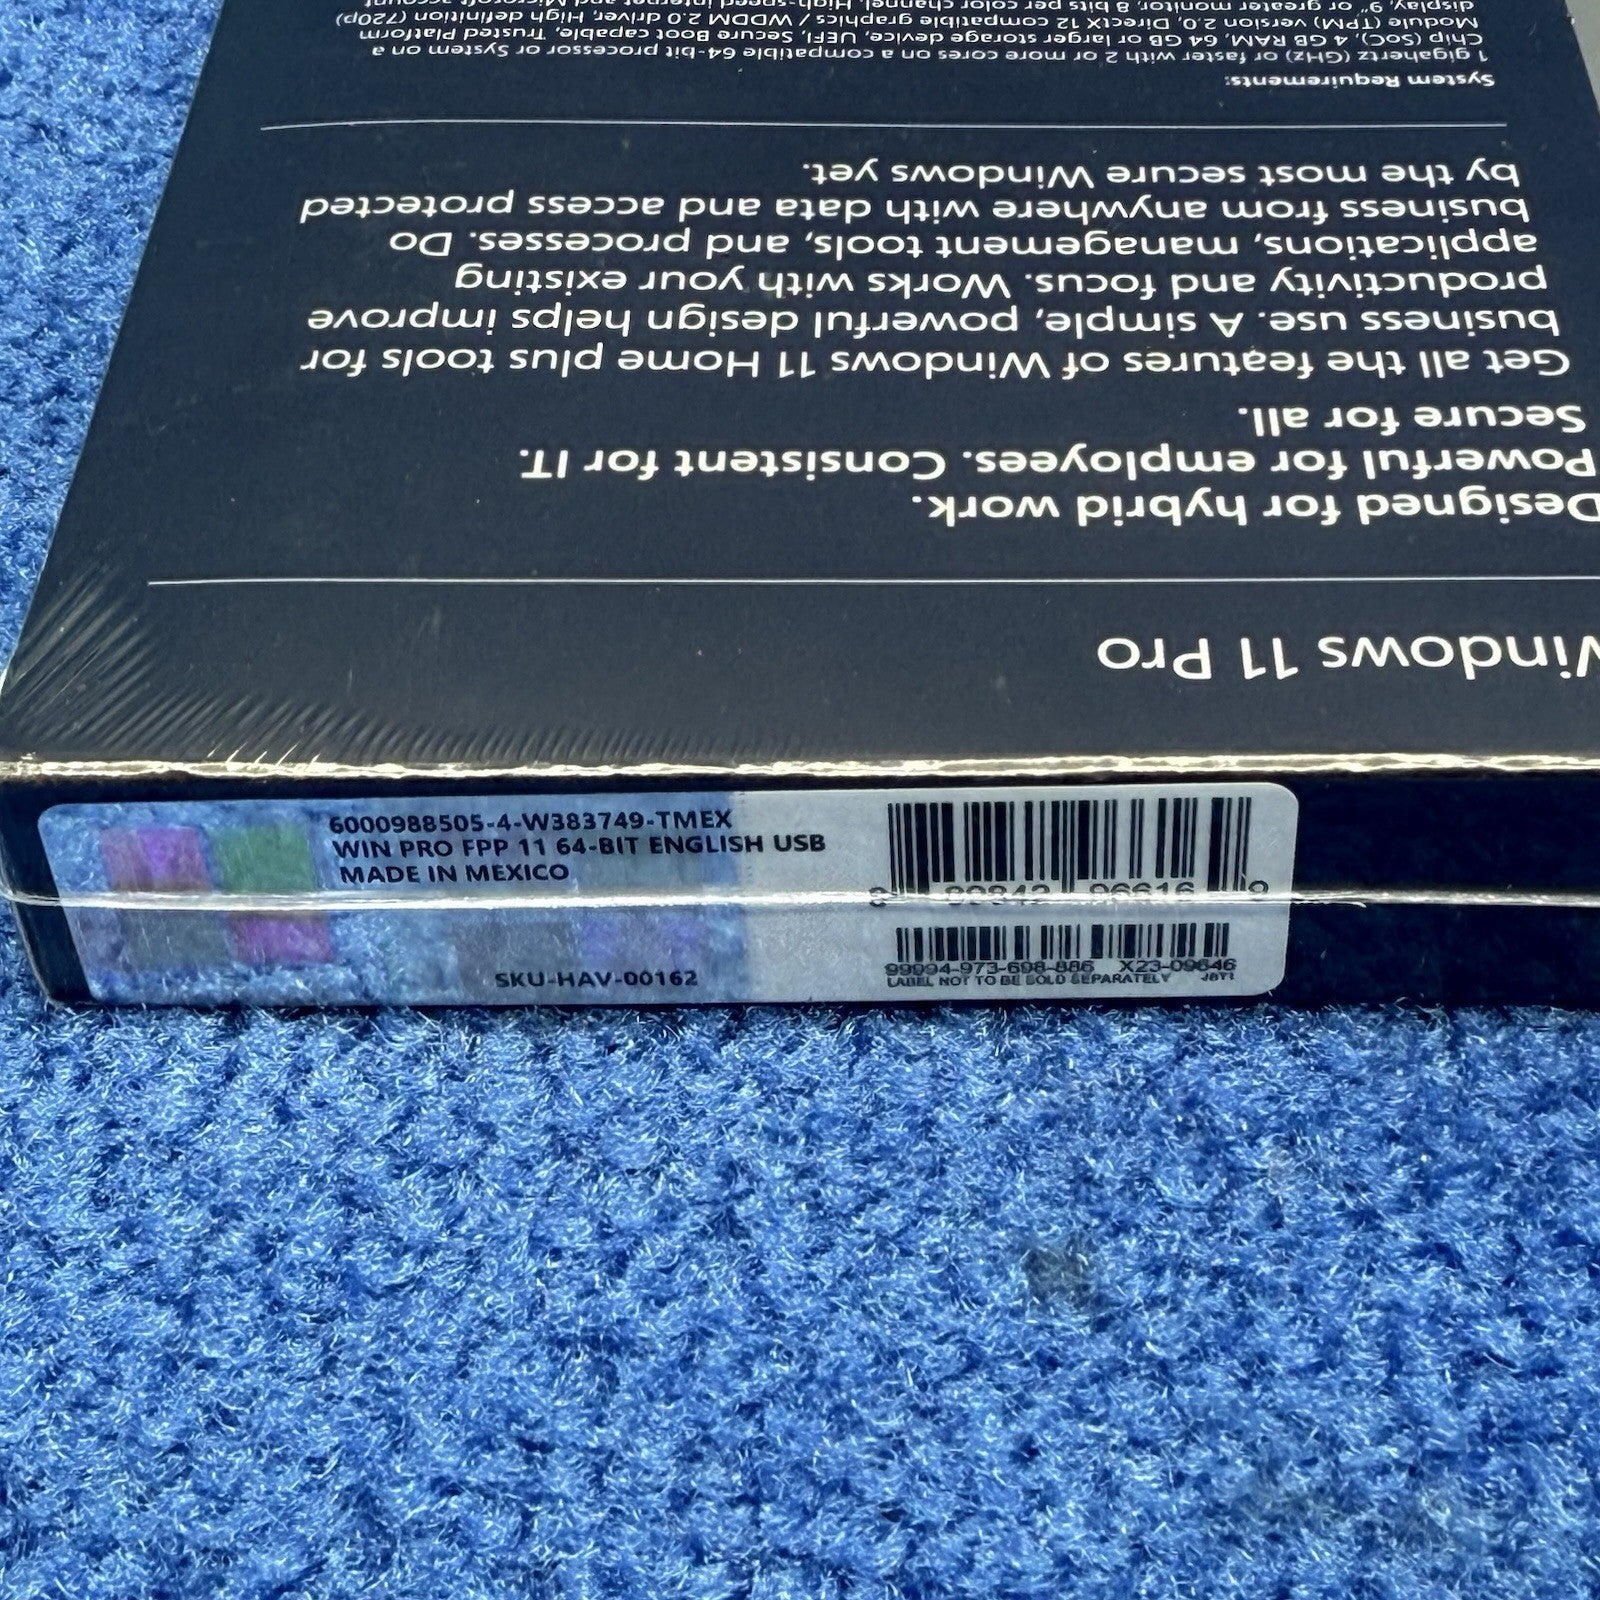 Windows 11 Pro
Designed for hybrid work.
Powerful for employees. Consistent for IT.
Secure for all.
Get all the features of Windows 11 Home plus tools for
business use. A simple, powerful design helps improve
productivity and focus. Works with your existing
applications, management tools, and processes. Do
business from anywhere with data and access protected
by the most secure Windows yet.
System Requirements:
1 gigahertz (GHz) or faster with 2 or more cores on a compatible 64-bit processor or System on a
Chip (SoC), 4 GB RAM, 64 GB or larger storage device, UEFI, Secure Boot capable, Trusted Platform
Module (TPM) version 2.0, DirectX 12 compatible graphics / WDDM 2.0 driver, High definition (720p)
display, 9" or greater monitor, 8 bits per color channel, High-speed internet and Microsoft account
6000988505-4-W383749-TMEX
WIN PRO FPP 11 64-BIT ENGLISH USB
MADE IN MEXICO
SKU-HAV-00162
8 89842 96616 9
99994-973-698-886 X23-09646
LABEL NOT TO BE SOLD SEPARATELY